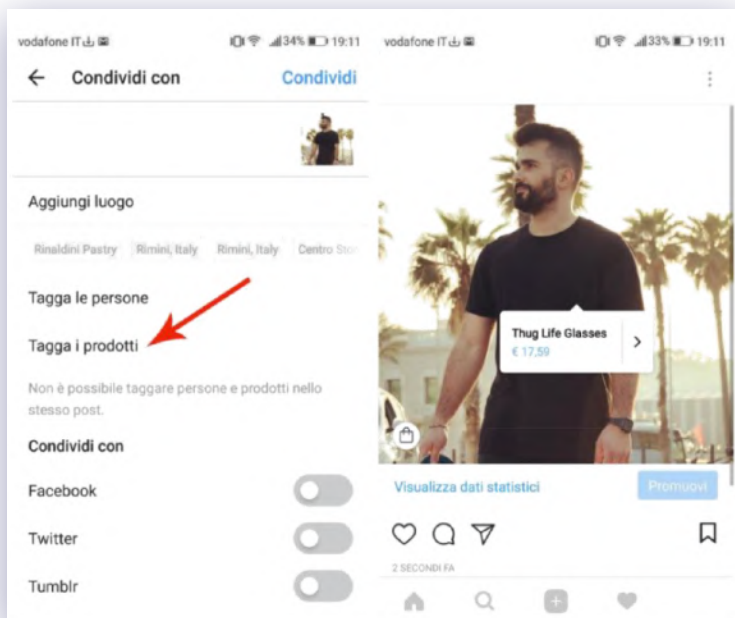 vodafone IT 34% 19:11
Condividi con Condividi
Aggiungi luogo
Rinaldini Pastry Rimini, Italy Rimini, Italy Centro Stor
Tagga le persone
Tagga i prodotti
Non è possibile taggare persone e prodotti nello
stesso post.
Condividi con
Facebook
Twitter
Tumblr
vodafone IT 33% 19:11
Thug Life Glasses
€ 17,59
Visualizza dati statistici Promuovi
2 SECONDI FA